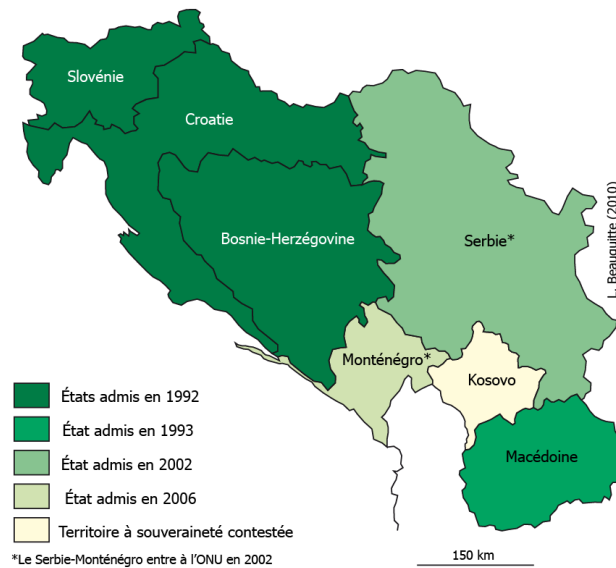 Slovénie
Croatie
Bosnie-Herzégovine
Serbie*
L. Beauguitte (2010)
Monténégro*
Kosovo
Macédoine
États admis en 1992
État admis en 1993
État admis en 2002
État admis en 2006
Territoire à souveraineté contestée
*Le Serbie-Monténégro entre à l'ONU en 2002
150 km